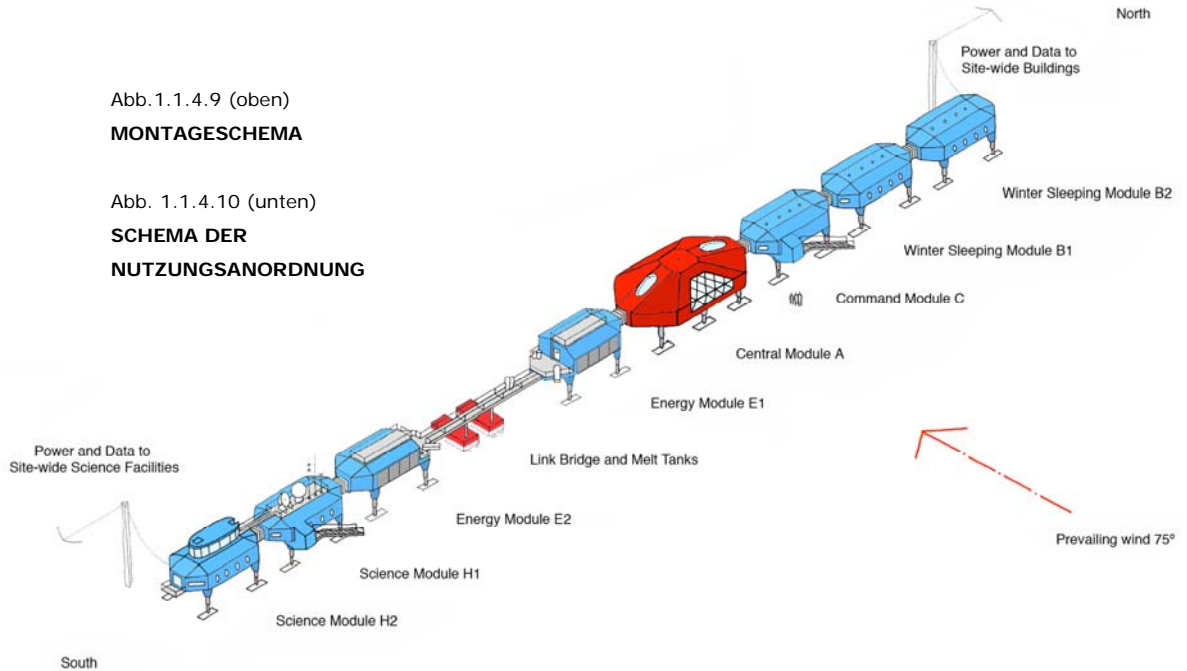 North
Power and Data to
Site-wide Buildings
Abb.1.1.4.9 (oben)
MONTAGESCHEMA
Abb. 1.1.4.10 (unten)
SCHEMA DER
NUTZUNGSANORDNUNG
Winter Sleeping Module B2
Winter Sleeping Module B1
Command Module C
Central Module A
Energy Module E1
Link Bridge and Melt Tanks
Power and Data to
Site-wide Science Facilities
Energy Module E2
Prevailing wind 75º
Science Module H1
Science Module H2
South